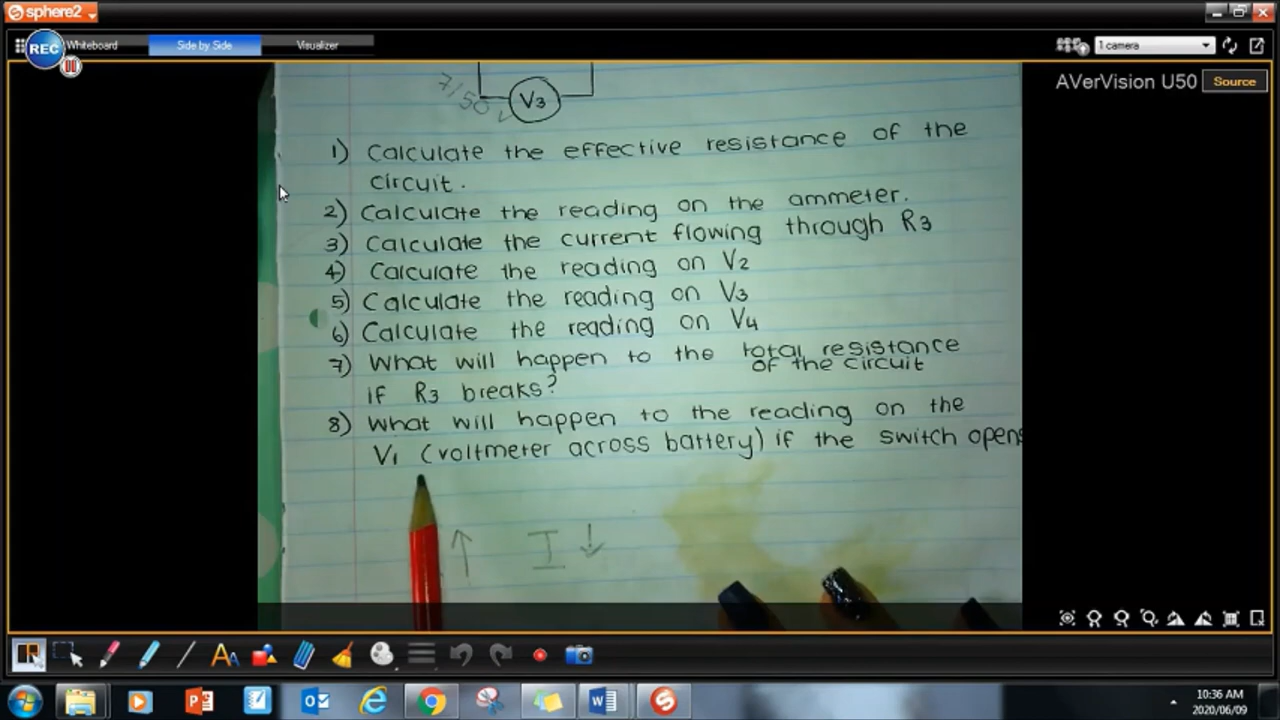 sphere2
REC
Whiteboard
Side by Side
Visualizer
1 camera
AVerVision U50
Source
7/50
V3
1) Calculate the effective resistance of the
circuit.
2) Calculate the reading on the ammeter.
3) Calculate the current flowing through R3
4) Calculate the reading on V2
5) Calculate the reading on V3
6) Calculate the reading on V4
7) What will happen to the total resistance
of the circuit
if R3 breaks?
8) What will happen to the reading on the
V1 (voltmeter across battery) if the switch opens
↑ I ↓
10:36 AM
2020/06/09